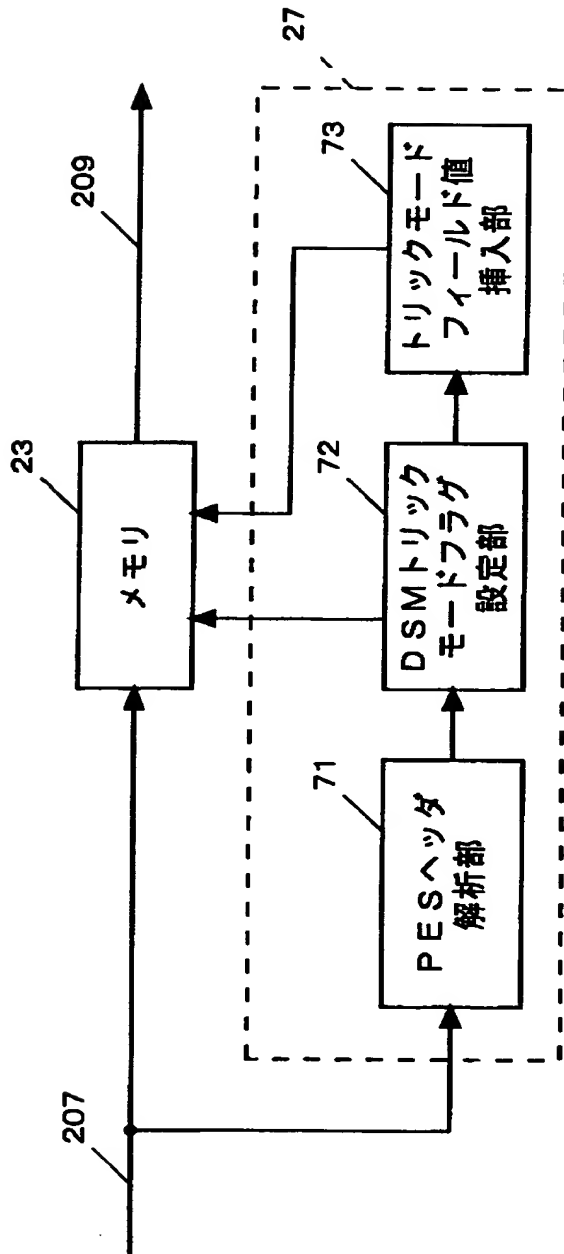 207
209
23
メモリ
27
71
PESヘッダ
解析部
72
DSMトリック
モードフラグ
設定部
73
トリックモード
フィールド値
挿入部